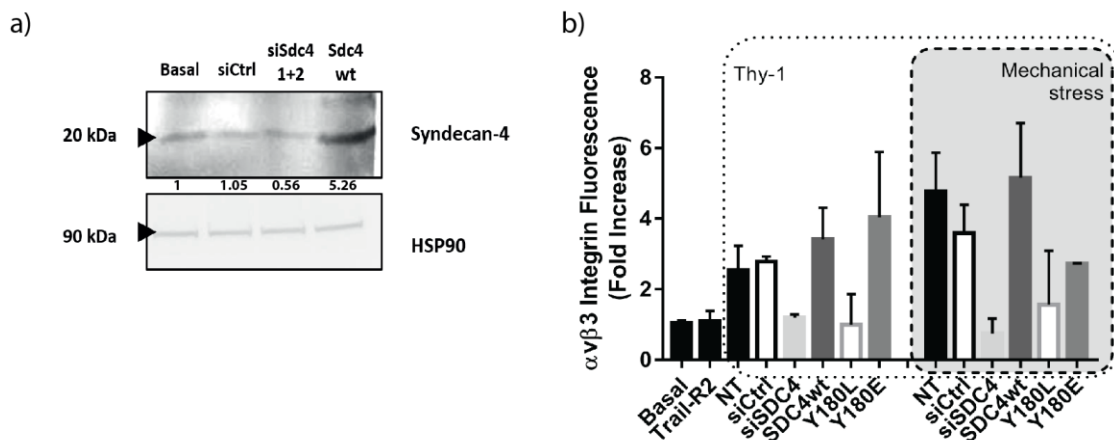 a)
Basal siCtrl siSdc4 1+2 Sdc4 wt
20 kDa
Syndecan-4
1 1.05 0.56 5.26
90 kDa
HSP90
b)
αvβ3 Integrin Fluorescence
(Fold Increase)
8
6
4
2
0
Thy-1
Mechanical
stress
Basal
Trail-R2
NT
siCtrl
siSDC4
SDC4wt
Y180L
Y180E
NT
siCtrl
siSDC4
SDC4wt
Y180L
Y180E